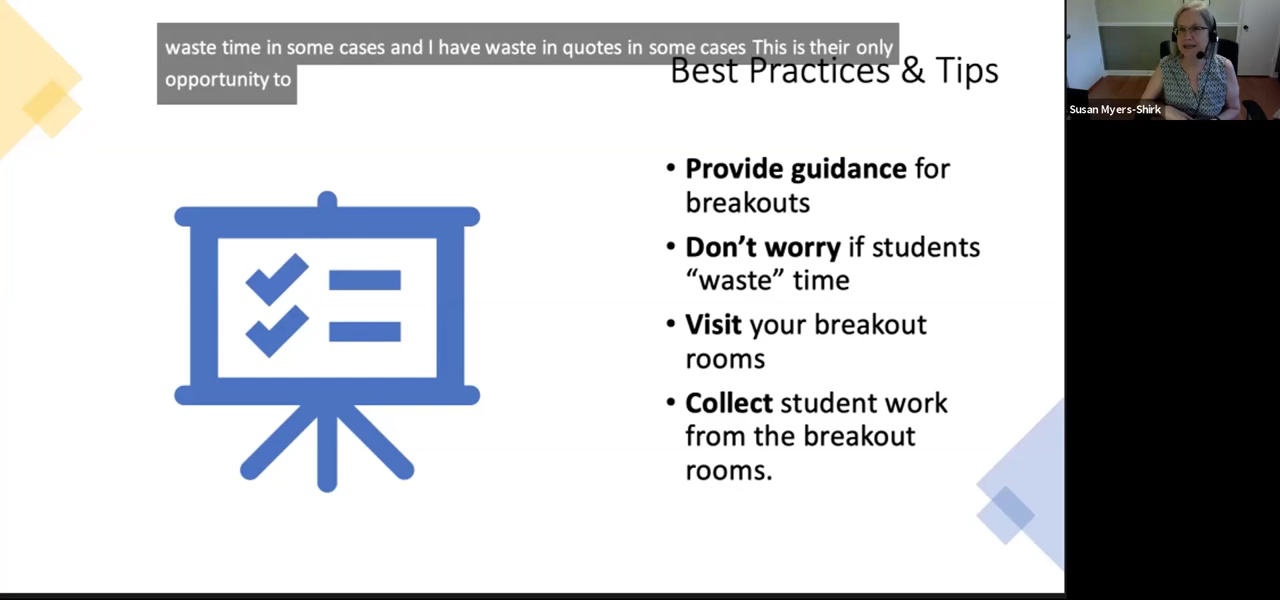 waste time in some cases and I have waste in quotes in some cases This is their only
opportunity to
Best Practices & Tips
Susan Myers-Shirk
• Provide guidance for
breakouts
• Don’t worry if students
“waste” time
• Visit your breakout
rooms
• Collect student work
from the breakout
rooms.